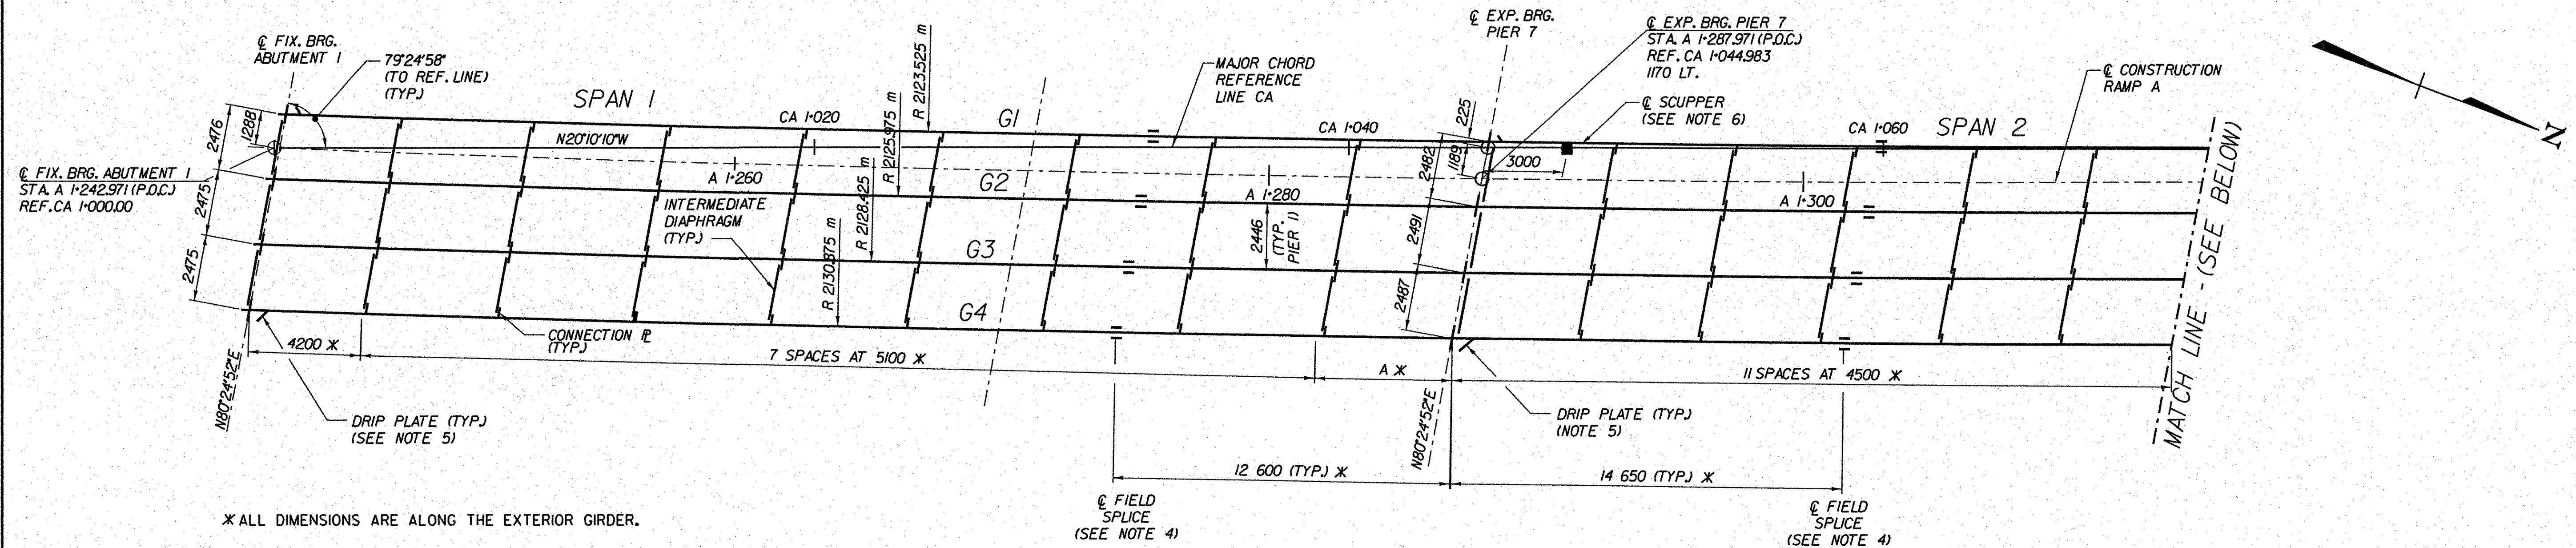 ℄ FIX. BRG.
ABUTMENT 1
79°24'58"
(TO REF. LINE)
(TYP.)
SPAN 1
CA 1+020
R 2123.525 m
R 2125.975 m
R 2128.425 m
R 2130.875 m
G1
MAJOR CHORD
REFERENCE
LINE CA
CA 1+040
℄ EXP. BRG.
PIER 7
℄ EXP. BRG. PIER 7
STA. A 1+287.971 (P.O.C.)
REF. CA 1+044.983
1170 LT.
℄ SCUPPER
(SEE NOTE 6)
CA 1+060
SPAN 2
℄ CONSTRUCTION
RAMP A
N
2476
1288
N20°10'10"W
225
2482
1189
3000
℄ FIX. BRG. ABUTMENT 1
STA. A 1+242.971 (P.O.C.)
REF. CA 1+000.00
2475
2475
A 1+260
G2
A 1+280
A 1+300
INTERMEDIATE
DIAPHRAGM
(TYP.)
G3
2446
(TYP.
PIER 1)
2491
2487
G4
CONNECTION ℄
(TYP.)
4200 ж
7 SPACES AT 5100 ж
A ж
11 SPACES AT 4500 ж
MATCH LINE - (SEE BELOW)
N80°24'52"E
DRIP PLATE (TYP.)
(SEE NOTE 5)
N80°24'52"E
DRIP PLATE (TYP.)
(NOTE 5)
12 600 (TYP.) ж
14 650 (TYP.) ж
℄ FIELD
SPLICE
(SEE NOTE 4)
℄ FIELD
SPLICE
(SEE NOTE 4)
ж ALL DIMENSIONS ARE ALONG THE EXTERIOR GIRDER.